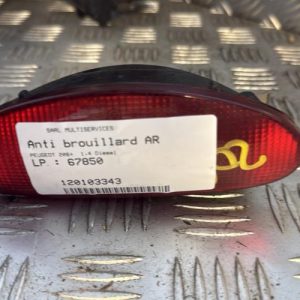 SARL MULTISERVICES
Anti brouillard AR
PEUGEOT 206+ 1.4 Diesel
LP : 67850
120103343